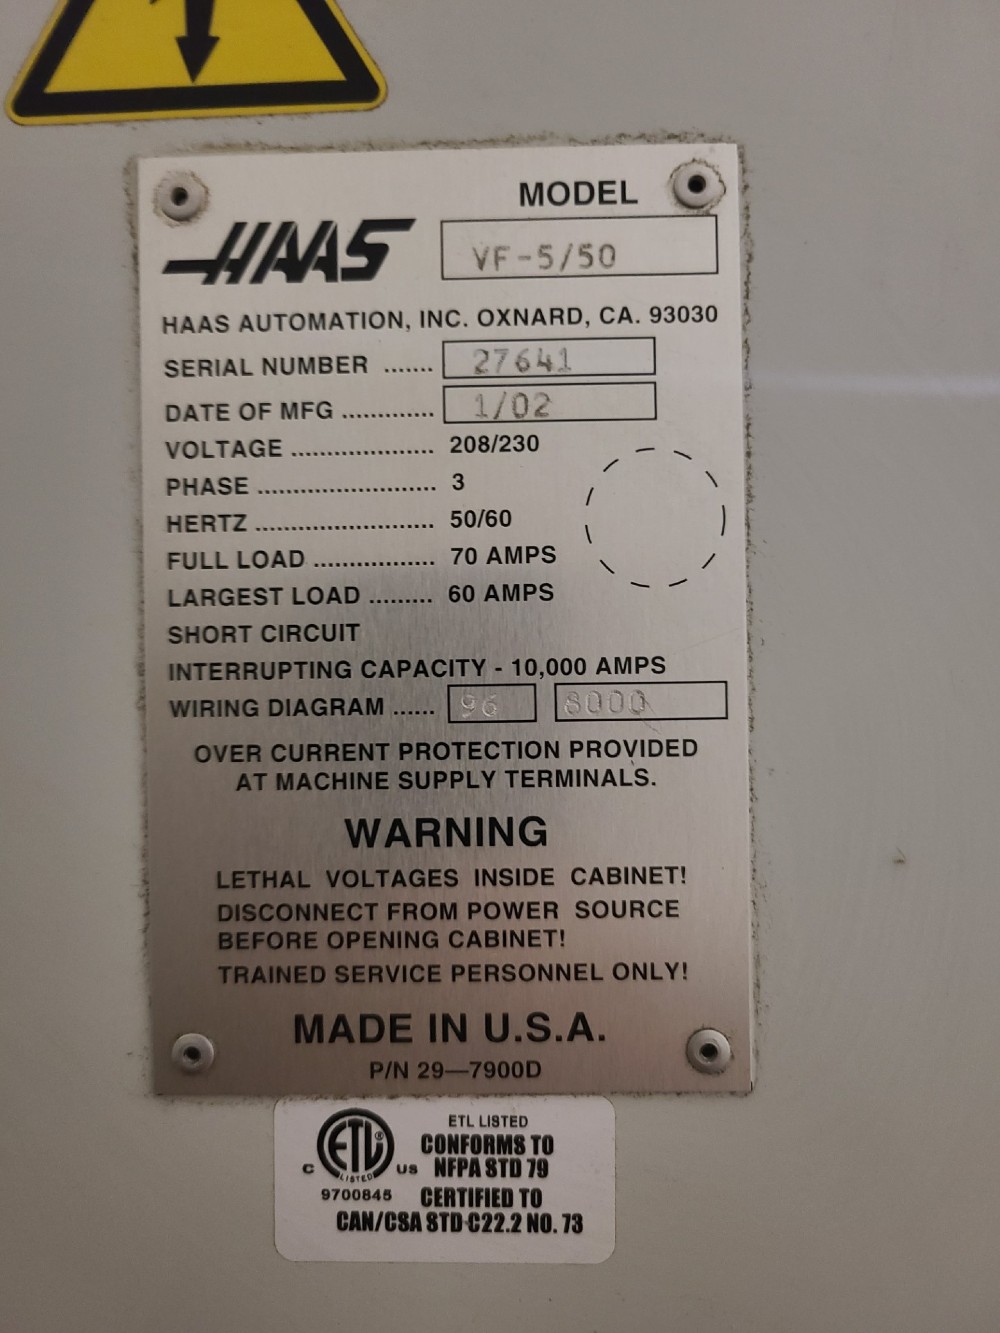 MODEL
HAAS VF-5/50
HAAS AUTOMATION, INC. OXNARD, CA. 93030
SERIAL NUMBER ....... 27641
DATE OF MFG ............. 1/02
VOLTAGE .................... 208/230
PHASE ......................... 3
HERTZ ......................... 50/60
FULL LOAD ................. 70 AMPS
LARGEST LOAD ......... 60 AMPS
SHORT CIRCUIT
INTERRUPTING CAPACITY - 10,000 AMPS
WIRING DIAGRAM ...... 96 8000
OVER CURRENT PROTECTION PROVIDED
AT MACHINE SUPPLY TERMINALS.
WARNING
LETHAL VOLTAGES INSIDE CABINET!
DISCONNECT FROM POWER SOURCE
BEFORE OPENING CABINET!
TRAINED SERVICE PERSONNEL ONLY!
MADE IN U.S.A.
P/N 29—7900D
ETL LISTED
CONFORMS TO
NFPA STD 79
C ETL® LISTED US
9700845
CERTIFIED TO
CAN/CSA STD C22.2 NO. 73